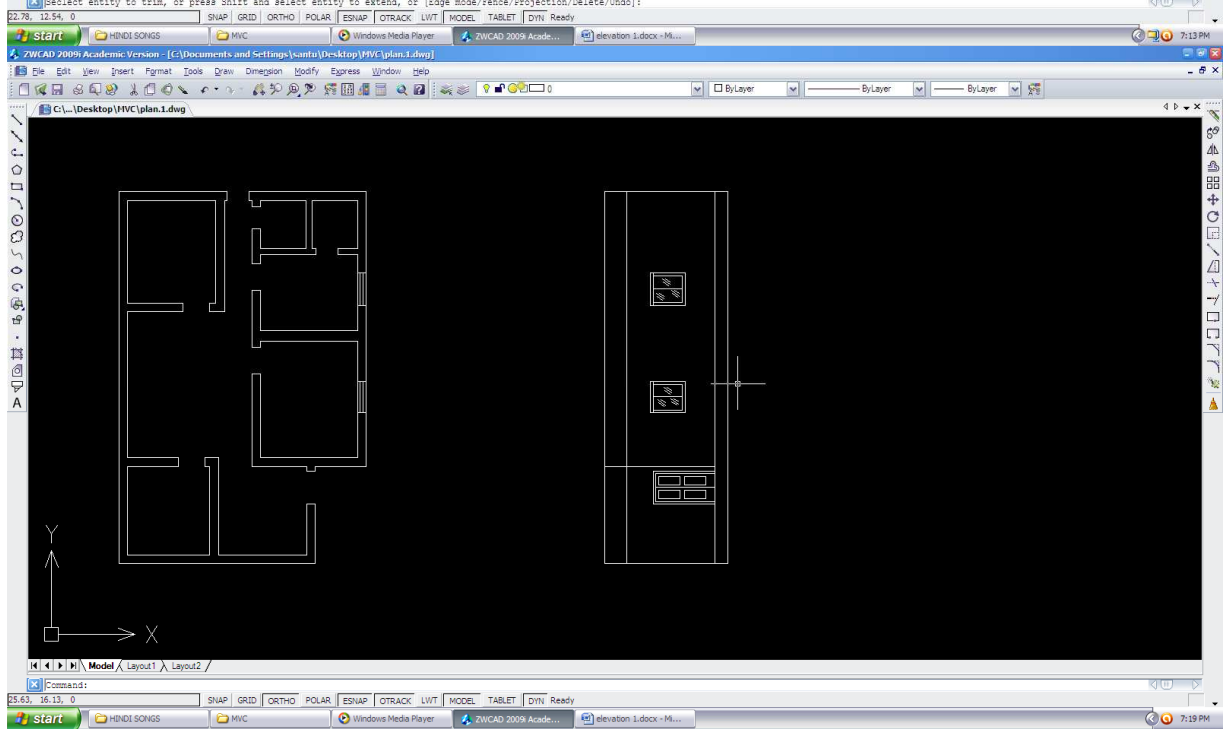 Seclect entity to trim, or press Shift and select entity to extend, or [Edge mode/Fence/Projection/Delete/Undo]:
22.78, 12.54, 0 SNAP GRID ORTHO POLAR ESNAP OTRACK LWT MODEL TABLET DYN Ready
start HINDI SONGS MVC Windows Media Player ZWCAD 2009i Acade... elevation 1.docx - Mi... 7:13 PM
ZWCAD 2009i Academic Version - [C:\Documents and Settings\santu\Desktop\MVC\plan.1.dwg]
File Edit View Insert Format Tools Draw Dimension Modify Express Window Help
0 ByLayer ByLayer ByLayer
C:\...\Desktop\MVC\plan.1.dwg
A
Y
X
Model Layout1 Layout2
Command:
25.63, 16.13, 0 SNAP GRID ORTHO POLAR ESNAP OTRACK LWT MODEL TABLET DYN Ready
start HINDI SONGS MVC Windows Media Player ZWCAD 2009i Acade... elevation 1.docx - Mi... 7:19 PM